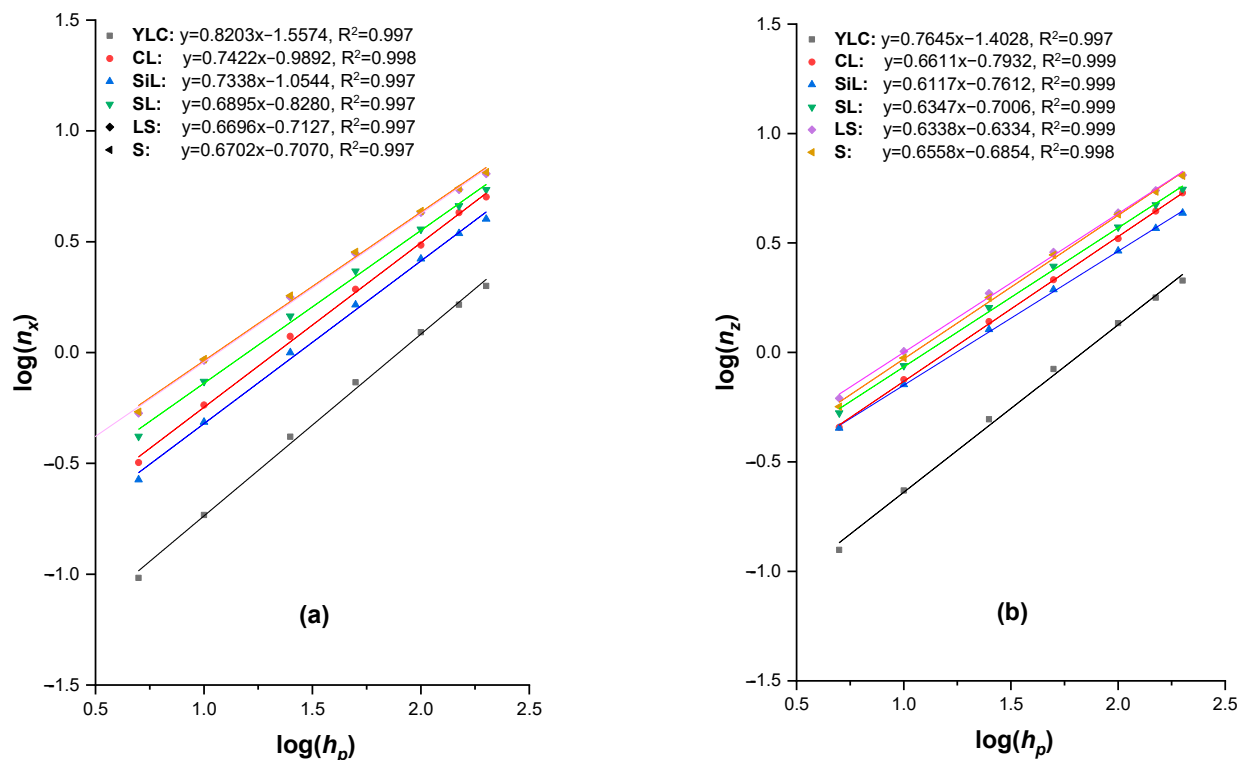 1.5
YLC: y=0.8203x−1.5574, R²=0.997
CL: y=0.7422x−0.9892, R²=0.998
SiL: y=0.7338x−1.0544, R²=0.997
SL: y=0.6895x−0.8280, R²=0.997
LS: y=0.6696x−0.7127, R²=0.997
S: y=0.6702x−0.7070, R²=0.997
1.0
0.5
0.0
−0.5
−1.0
−1.5
log(nₓ)
(a)
0.5 1.0 1.5 2.0 2.5
log(hₚ)
1.5
YLC: y=0.7645x−1.4028, R²=0.997
CL: y=0.6611x−0.7932, R²=0.999
SiL: y=0.6117x−0.7612, R²=0.999
SL: y=0.6347x−0.7006, R²=0.999
LS: y=0.6338x−0.6334, R²=0.999
S: y=0.6558x−0.6854, R²=0.998
1.0
0.5
0.0
−0.5
−1.0
−1.5
log(n_z)
(b)
0.5 1.0 1.5 2.0 2.5
log(hₚ)